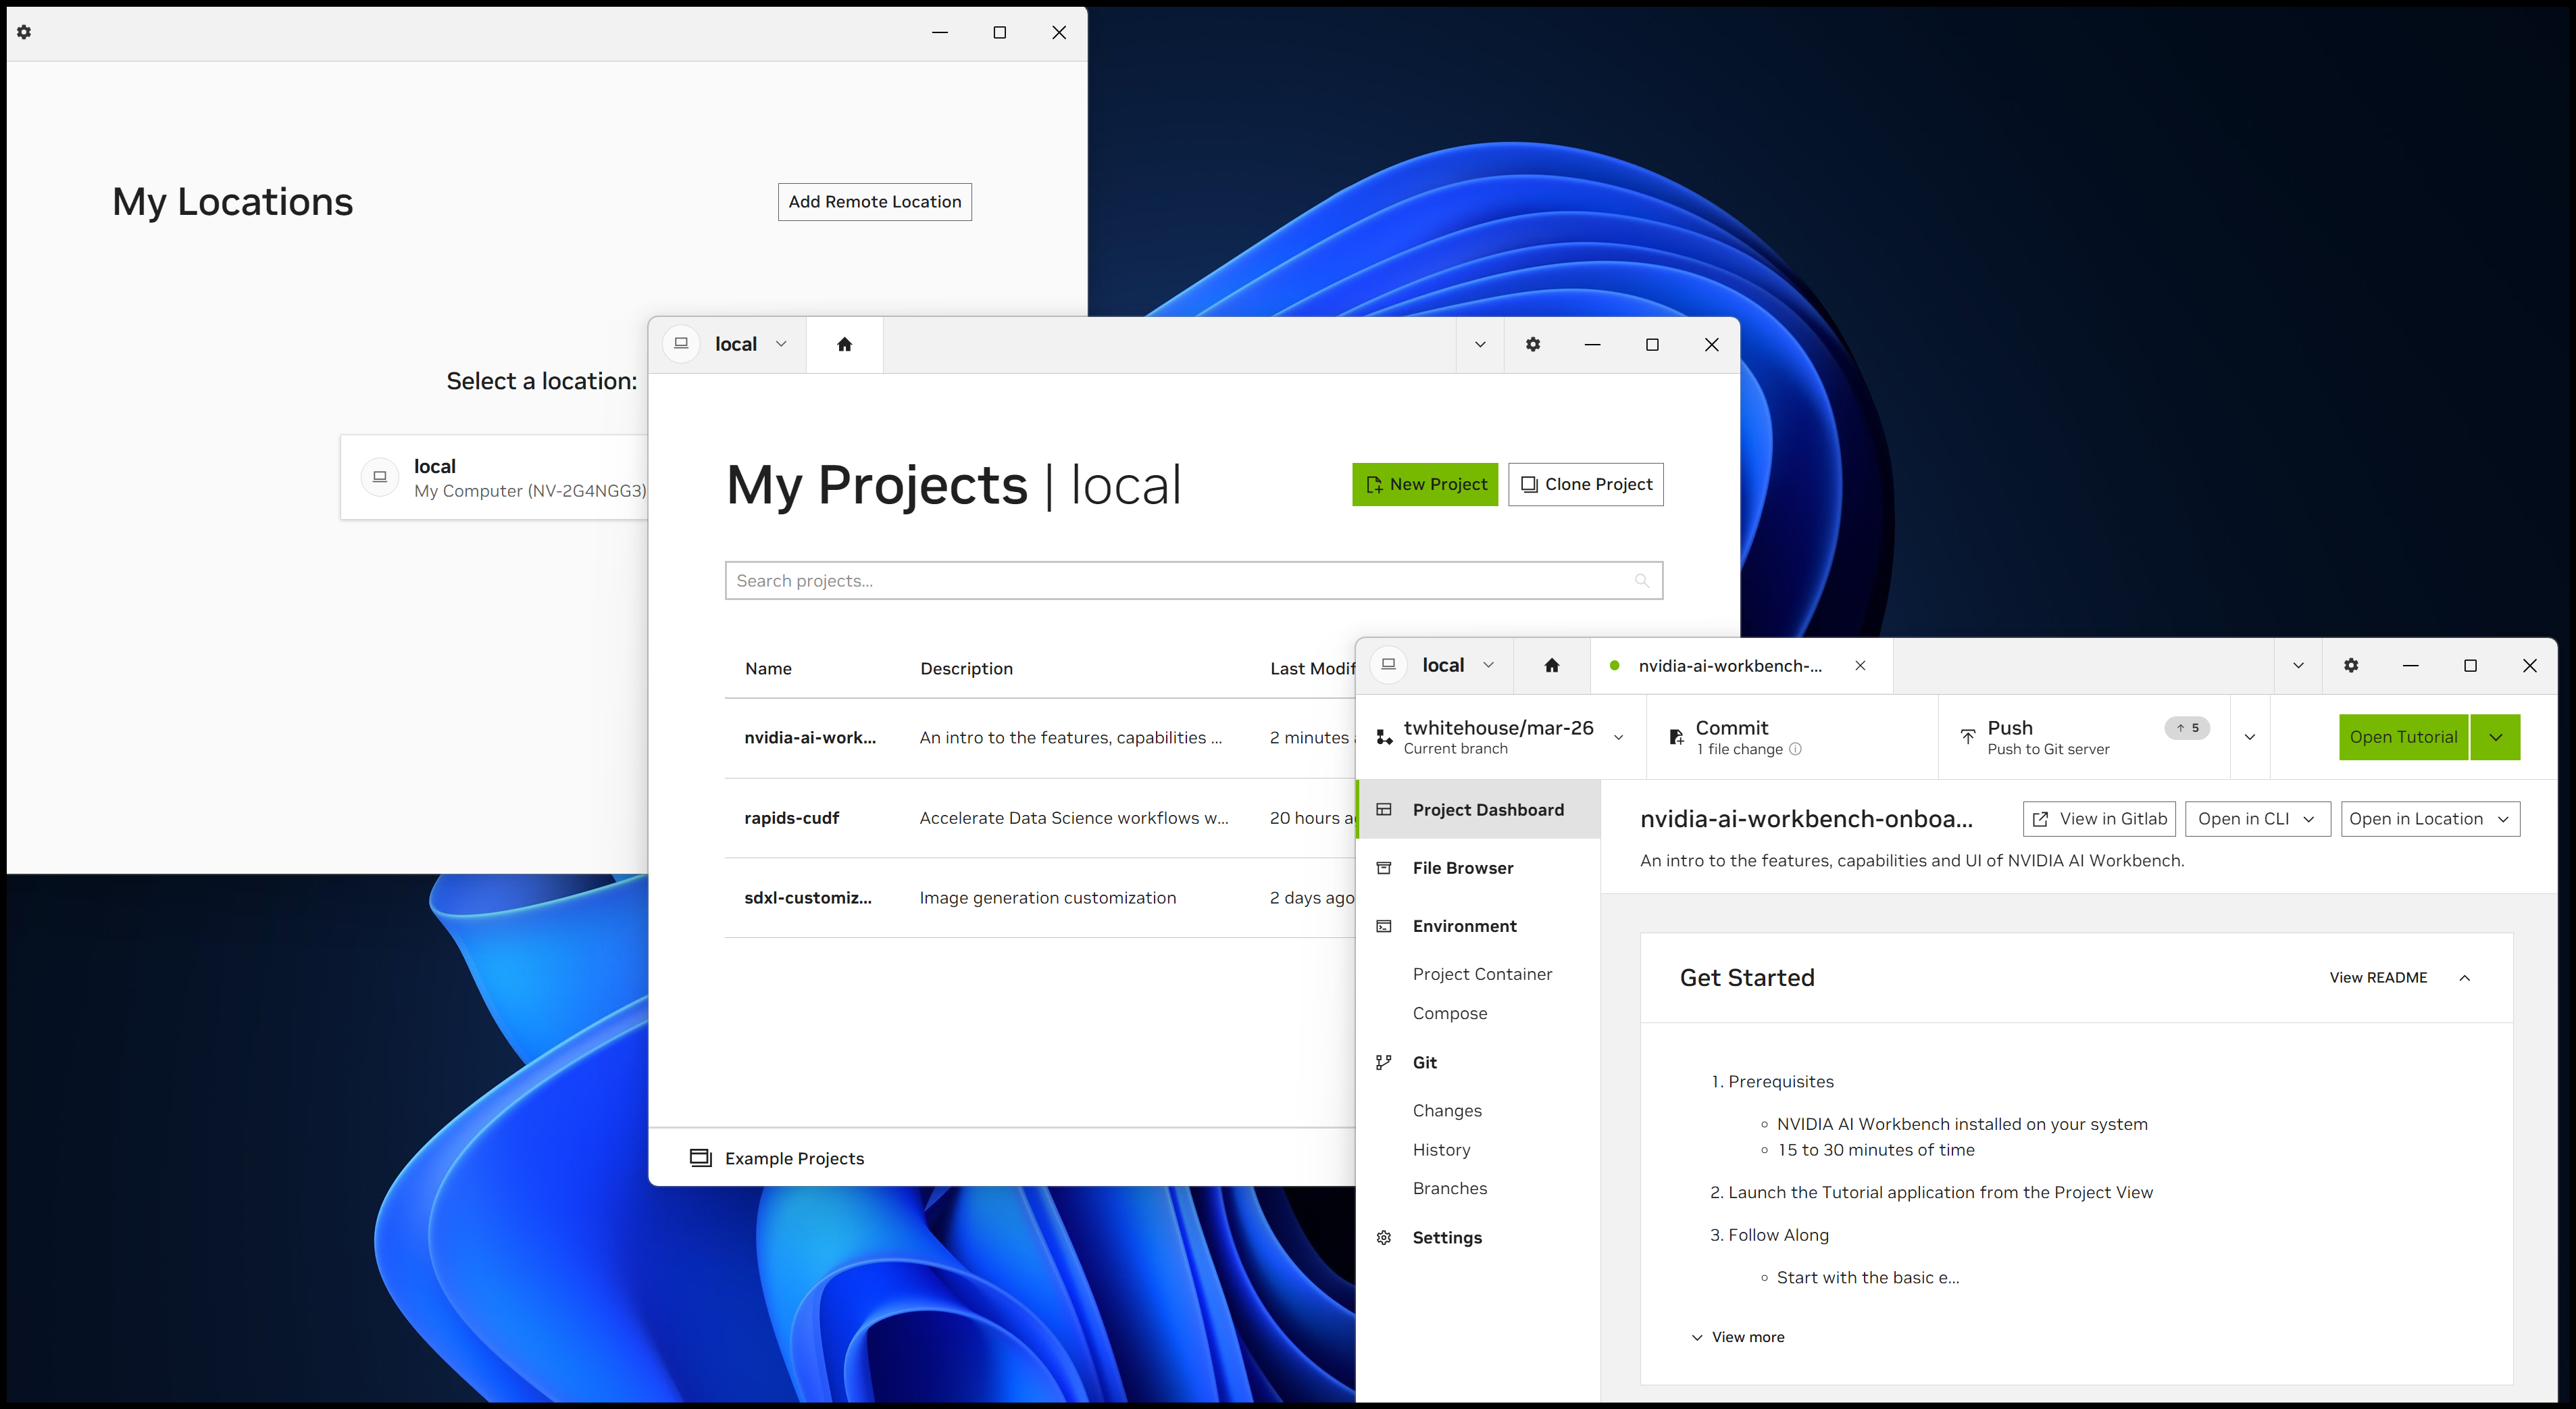 My Locations
Add Remote Location
Select a location:
local
My Computer (NV-2G4NGG3)
local
My Projects | local
New Project
Clone Project
Search projects...
Name Description Last Modif
nvidia-ai-work... An intro to the features, capabilities ... 2 minutes
rapids-cudf Accelerate Data Science workflows w... 20 hours a
sdxl-customiz... Image generation customization 2 days ago
Example Projects
local
nvidia-ai-workbench-...
twhitehouse/mar-26
Current branch
Commit
1 file change
Push
Push to Git server
5
Open Tutorial
Project Dashboard
File Browser
Environment
Project Container
Compose
Git
Changes
History
Branches
Settings
nvidia-ai-workbench-onboa...
View in Gitlab
Open in CLI
Open in Location
An intro to the features, capabilities and UI of NVIDIA AI Workbench.
Get Started
View README
1. Prerequisites
NVIDIA AI Workbench installed on your system
15 to 30 minutes of time
2. Launch the Tutorial application from the Project View
3. Follow Along
Start with the basic e...
View more